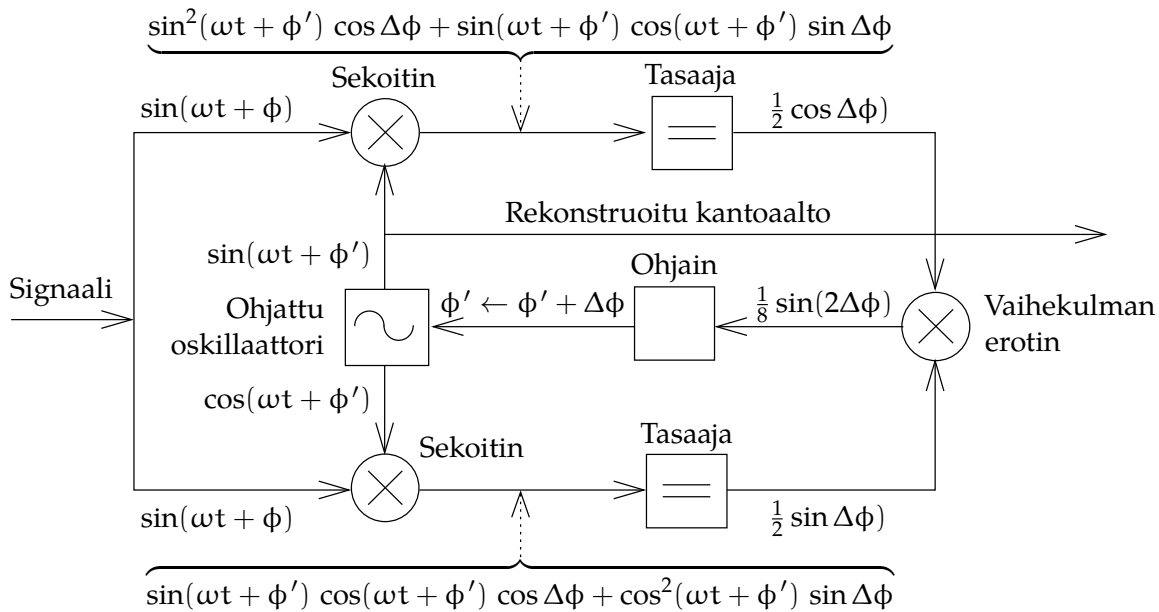 sin²(ωt + ϕ′) cos Δϕ + sin(ωt + ϕ′) cos(ωt + ϕ′) sin Δϕ
Sekoitin
Tasaaja
sin(ωt + ϕ)
½ cos Δϕ)
Rekonstruoitu kantoaalto
sin(ωt + ϕ′)
Signaali
Ohjattu
oskillaattori
ϕ′ ← ϕ′ + Δϕ
Ohjain
⅛ sin(2Δϕ)
Vaihekulman
erotin
cos(ωt + ϕ′)
Sekoitin
Tasaaja
sin(ωt + ϕ)
½ sin Δϕ)
sin(ωt + ϕ′) cos(ωt + ϕ′) cos Δϕ + cos²(ωt + ϕ′) sin Δϕ